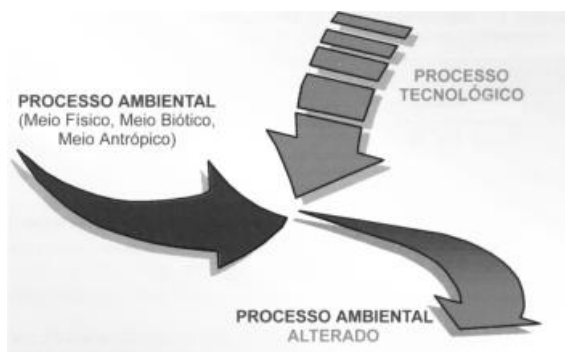 PROCESSO AMBIENTAL
(Meio Físico, Meio Biótico,
Meio Antrópico)
PROCESSO
TECNOLÓGICO
PROCESSO AMBIENTAL
ALTERADO